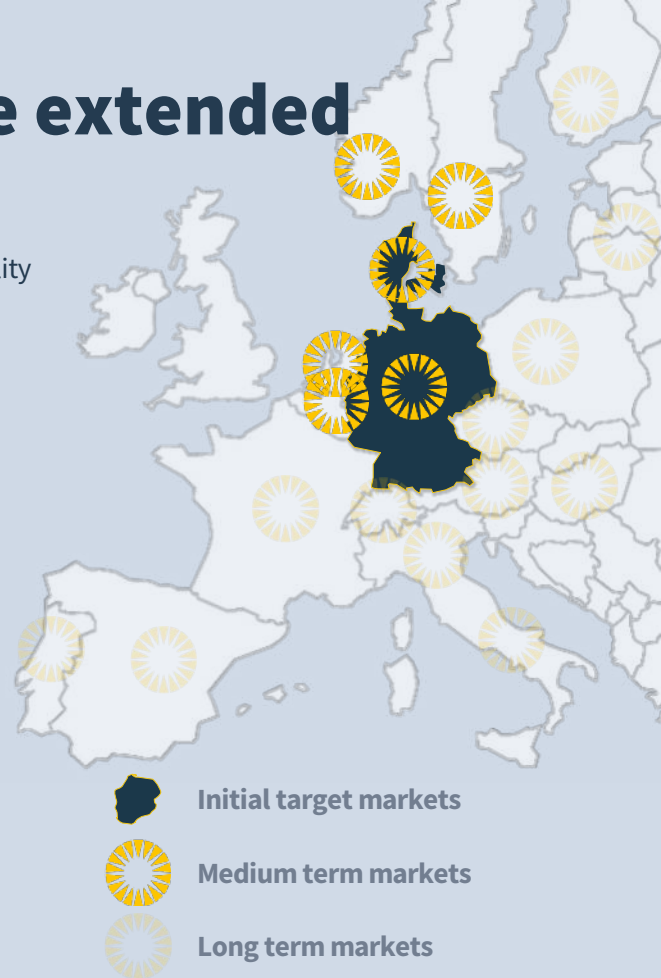 e extended
ity
Initial target markets
Medium term markets
Long term markets